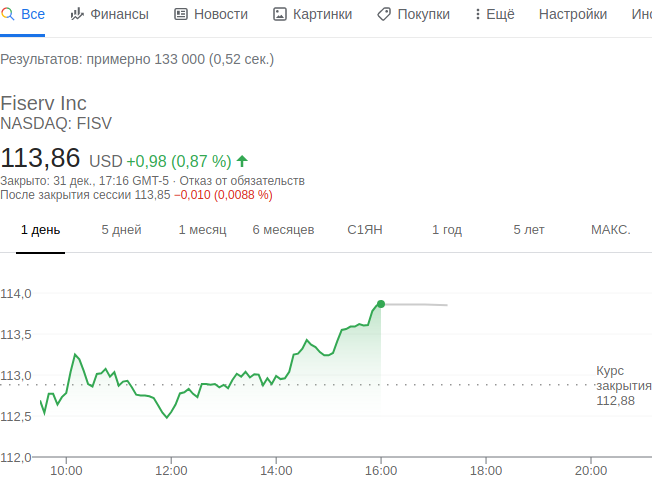 Все Финансы Новости Картинки Покупки Ещё Настройки Инс
Результатов: примерно 133 000 (0,52 сек.)
Fiserv Inc
NASDAQ: FISV
113,86 USD +0,98 (0,87 %)
Закрыто: 31 дек., 17:16 GMT-5 · Отказ от обязательств
После закрытия сессии 113,85 −0,010 (0,0088 %)
1 день 5 дней 1 месяц 6 месяцев С1ЯН 1 год 5 лет МАКС.
114,0
113,5
113,0
112,5
112,0
Курс
закрытия
112,88
10:00 12:00 14:00 16:00 18:00 20:00